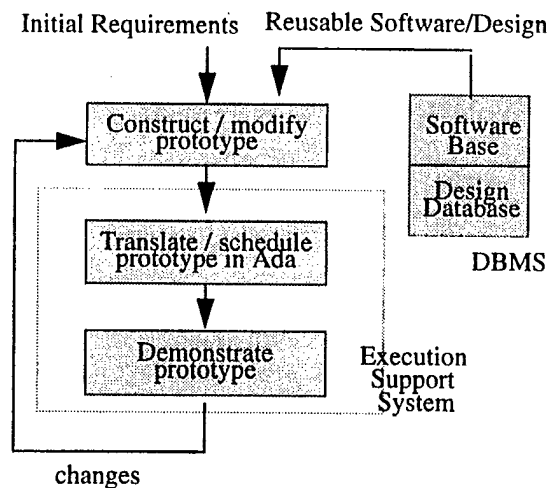 Initial Requirements
Reusable Software/Design
Construct / modify
prototype
Software
Base
Design
Database
DBMS
Translate / schedule
prototype in Ada
Demonstrate
prototype
Execution
Support
System
changes